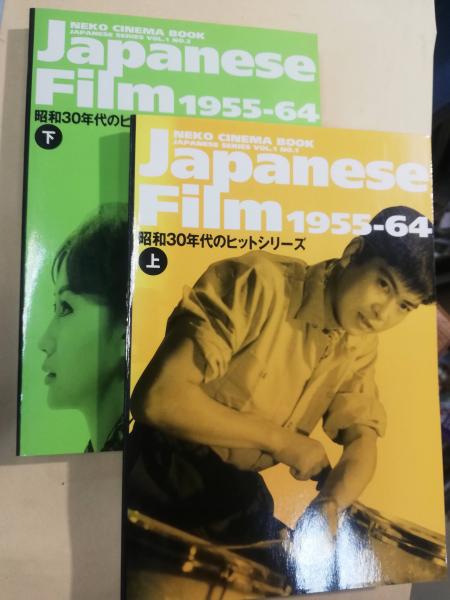 NEKO CINEMA BOOK
JAPANESE SERIES VOL.1 NO.2
Japanese
Film 1955-64
昭和30年代のヒ
下
NEKO CINEMA BOOK
JAPANESE SERIES VOL.1 NO.1
Japanese
Film 1955-64
昭和30年代のヒットシリーズ
上